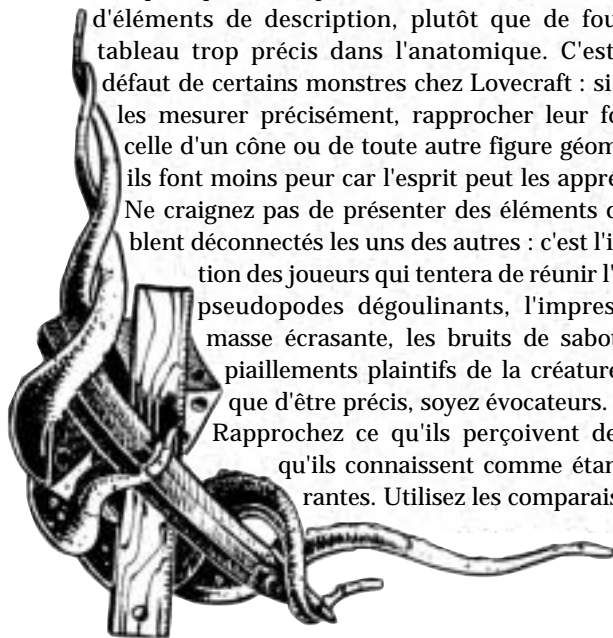 d'éléments de description, plutôt que de fou
tableau trop précis dans l'anatomique. C'est
défaut de certains monstres chez Lovecraft : si
les mesurer précisément, rapprocher leur fo
celle d'un cône ou de toute autre figure géom
ils font moins peur car l'esprit peut les appré
Ne craignez pas de présenter des éléments
blent déconnectés les uns des autres : c'est l'i
tion des joueurs qui tentera de réunir l'
pseudopodes dégoulinants, l'impres
masse écrasante, les bruits de sabo
piaillements plaintifs de la créature
que d'être précis, soyez évocateurs.
Rapprochez ce qu'ils perçoivent de
qu'ils connaissent comme étan
rantes. Utilisez les comparais